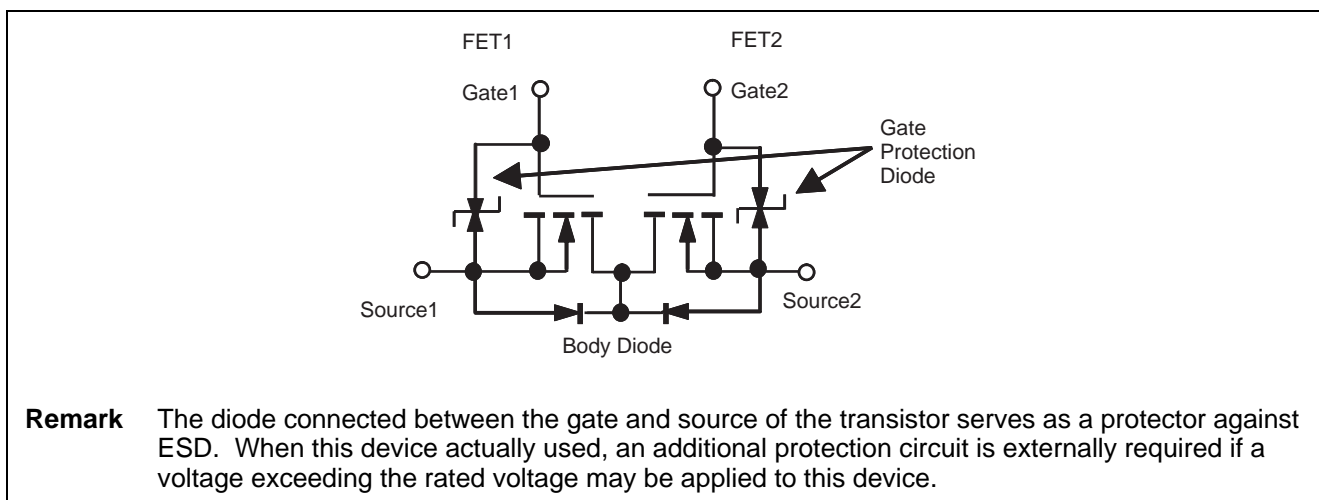 FET1
FET2
Gate1
Gate2
Gate
Protection
Diode
Source1
Source2
Body Diode
Remark The diode connected between the gate and source of the transistor serves as a protector against
ESD. When this device actually used, an additional protection circuit is externally required if a
voltage exceeding the rated voltage may be applied to this device.